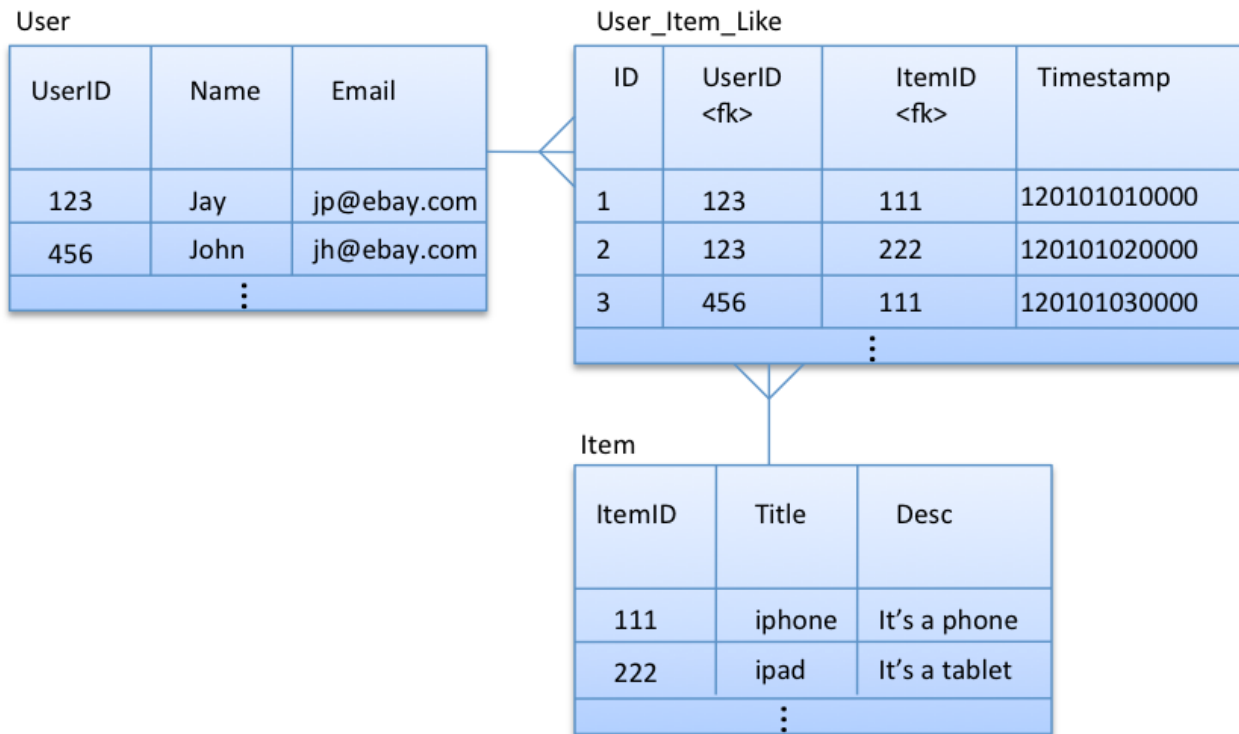 User
UserID Name Email
123 Jay jp@ebay.com
456 John jh@ebay.com
User_Item_Like
ID UserID ItemID Timestamp
<fk> <fk>
1 123 111 120101010000
2 123 222 120101020000
3 456 111 120101030000
Item
ItemID Title Desc
111 iphone It’s a phone
222 ipad It’s a tablet